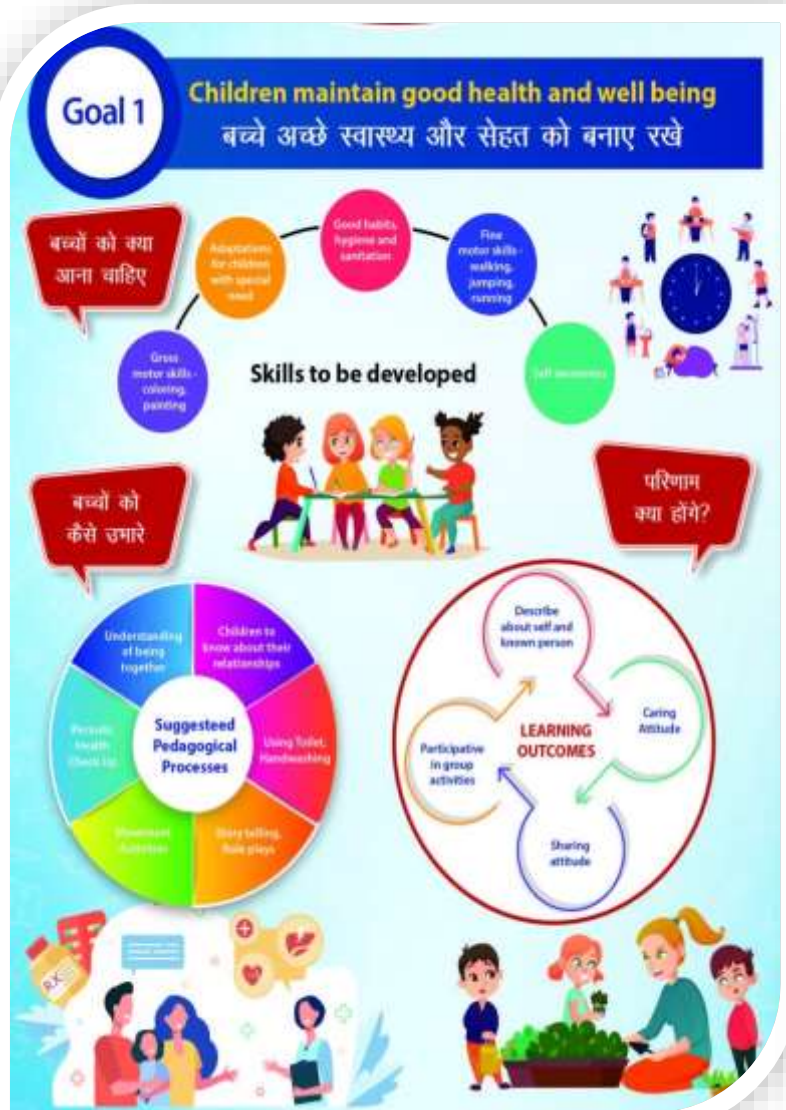 Goal 1
Children maintain good health and well being
बच्चे अच्छे स्वास्थ्य और सेहत को बनाए रखे
बच्चों को क्या
आना चाहिए
Gross
motor skills -
coloring,
painting
Adaptations
for children
with special
need
Good habits,
hygiene and
sanitation
Fine
motor skills -
walking,
jumping,
running
Self awareness
Skills to be developed
बच्चों को
कैसे उभारे
परिणाम
क्या होंगे?
Understanding
of being
together
Children to
know about their
relationships
Using Toilet,
Handwashing
Story telling,
Role plays
Movement
Periodic
Health
Check Up
Suggesteed
Pedagogical
Processes
Describe
about self and
known person
Caring
Attitude
Sharing
attitude
Participative
in group
activities
LEARNING
OUTCOMES
RX